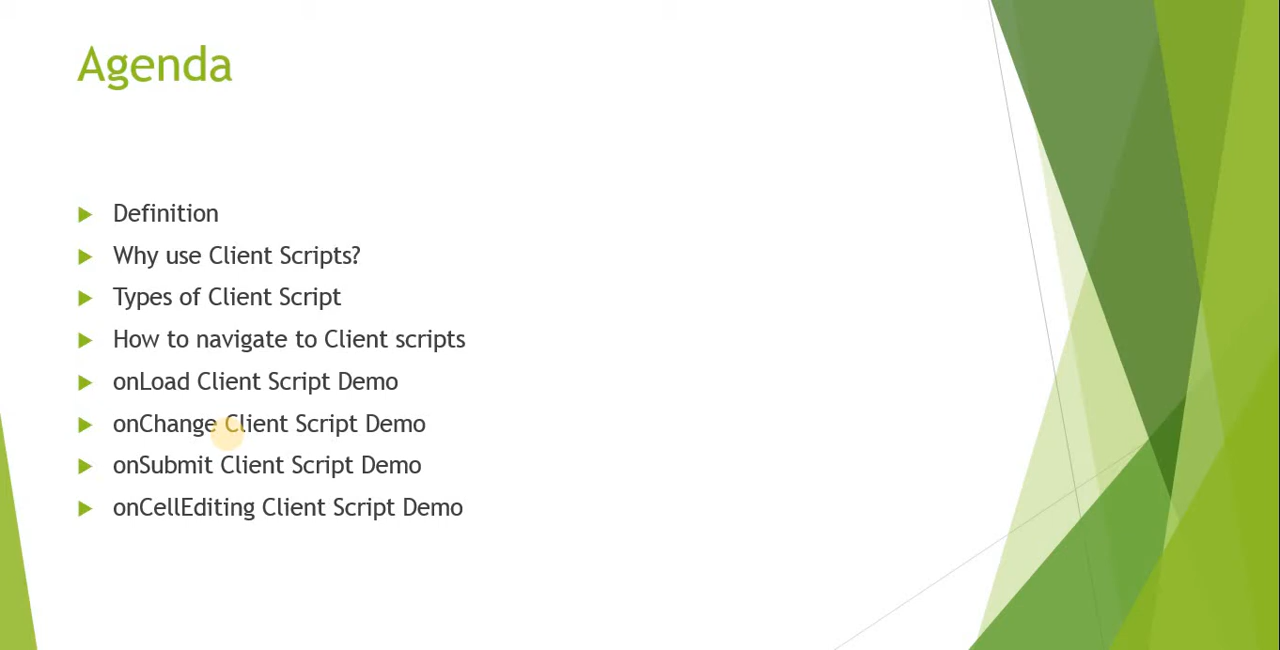 Agenda
Definition
Why use Client Scripts?
Types of Client Script
How to navigate to Client scripts
onLoad Client Script Demo
onChange Client Script Demo
onSubmit Client Script Demo
onCellEditing Client Script Demo